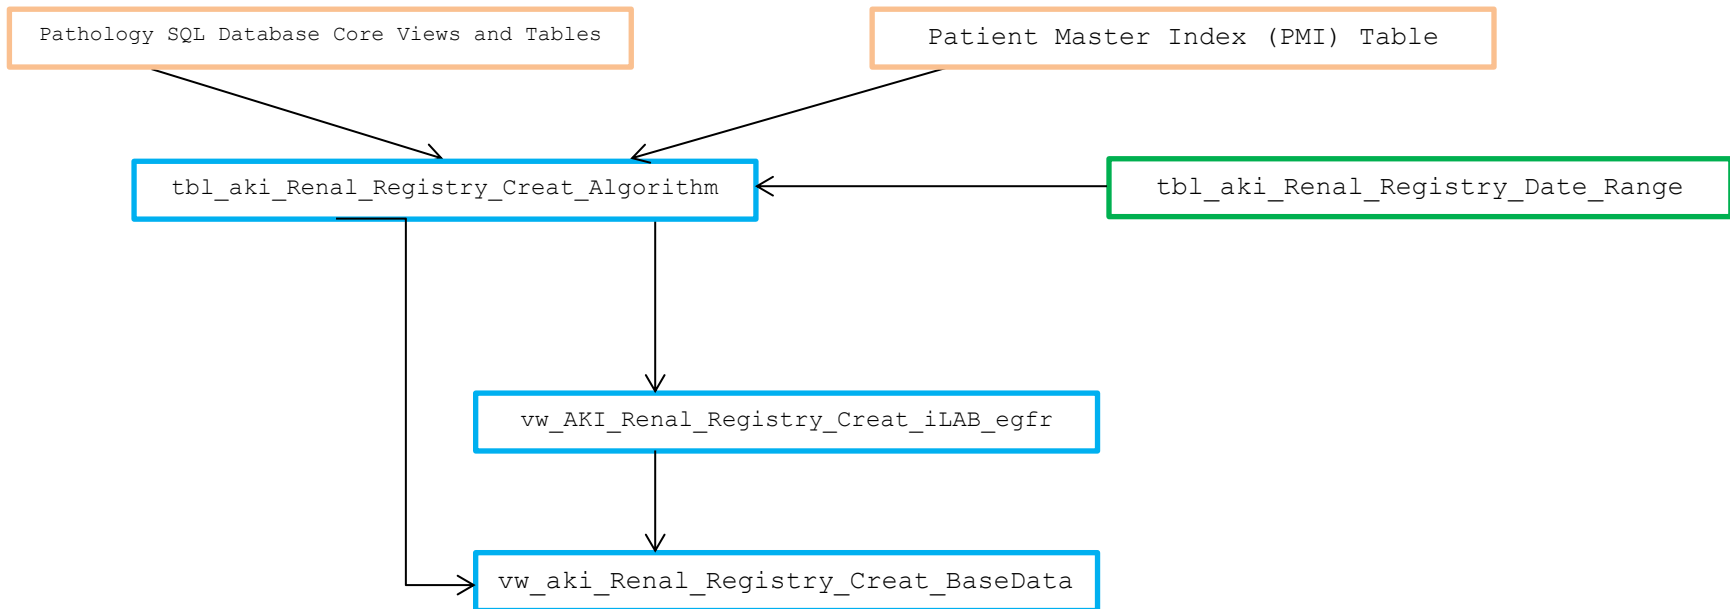 Pathology SQL Database Core Views and Tables
Patient Master Index (PMI) Table
tbl_aki_Renal_Registry_Creat_Algorithm
tbl_aki_Renal_Registry_Date_Range
vw_AKI_Renal_Registry_Creat_iLAB_egfr
vw_aki_Renal_Registry_Creat_BaseData